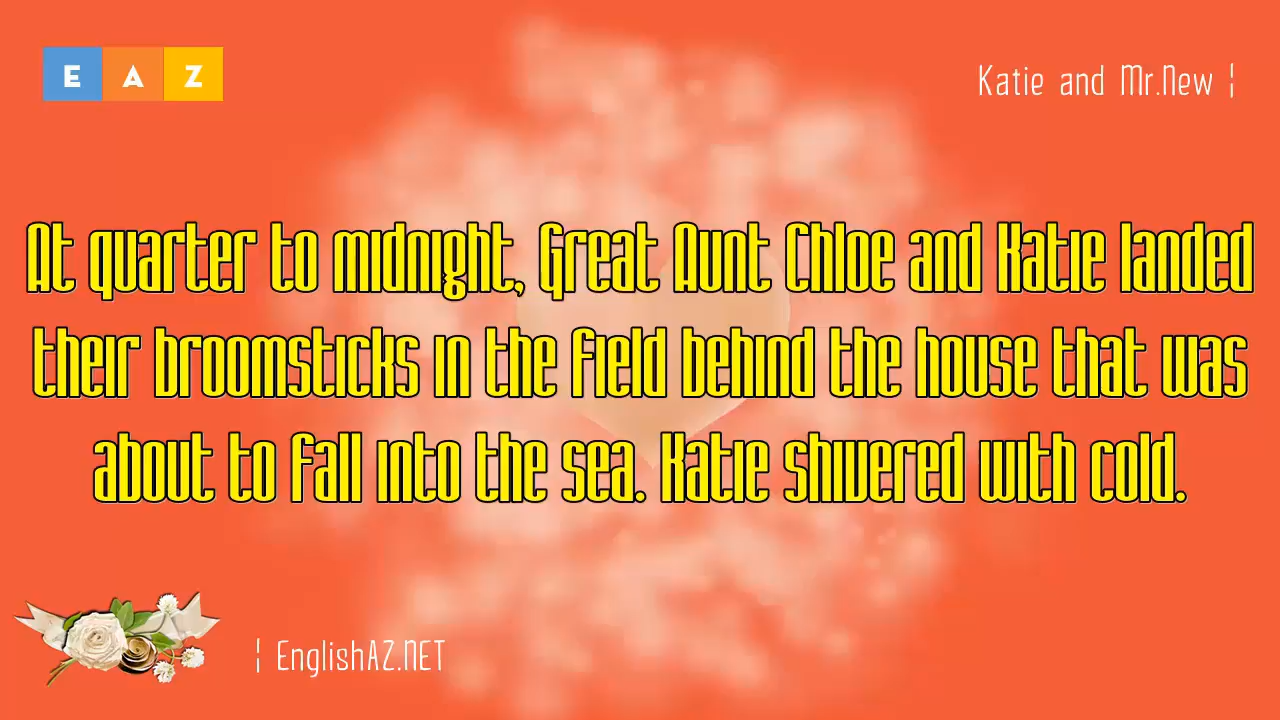 E A Z
Katie and Mr.New ¦
At quarter to midnight, Great Aunt Chloe and Katie landed
their broomsticks in the field behind the house that was
about to fall into the sea. Katie shivered with cold.
¦ EnglishAZ.NET